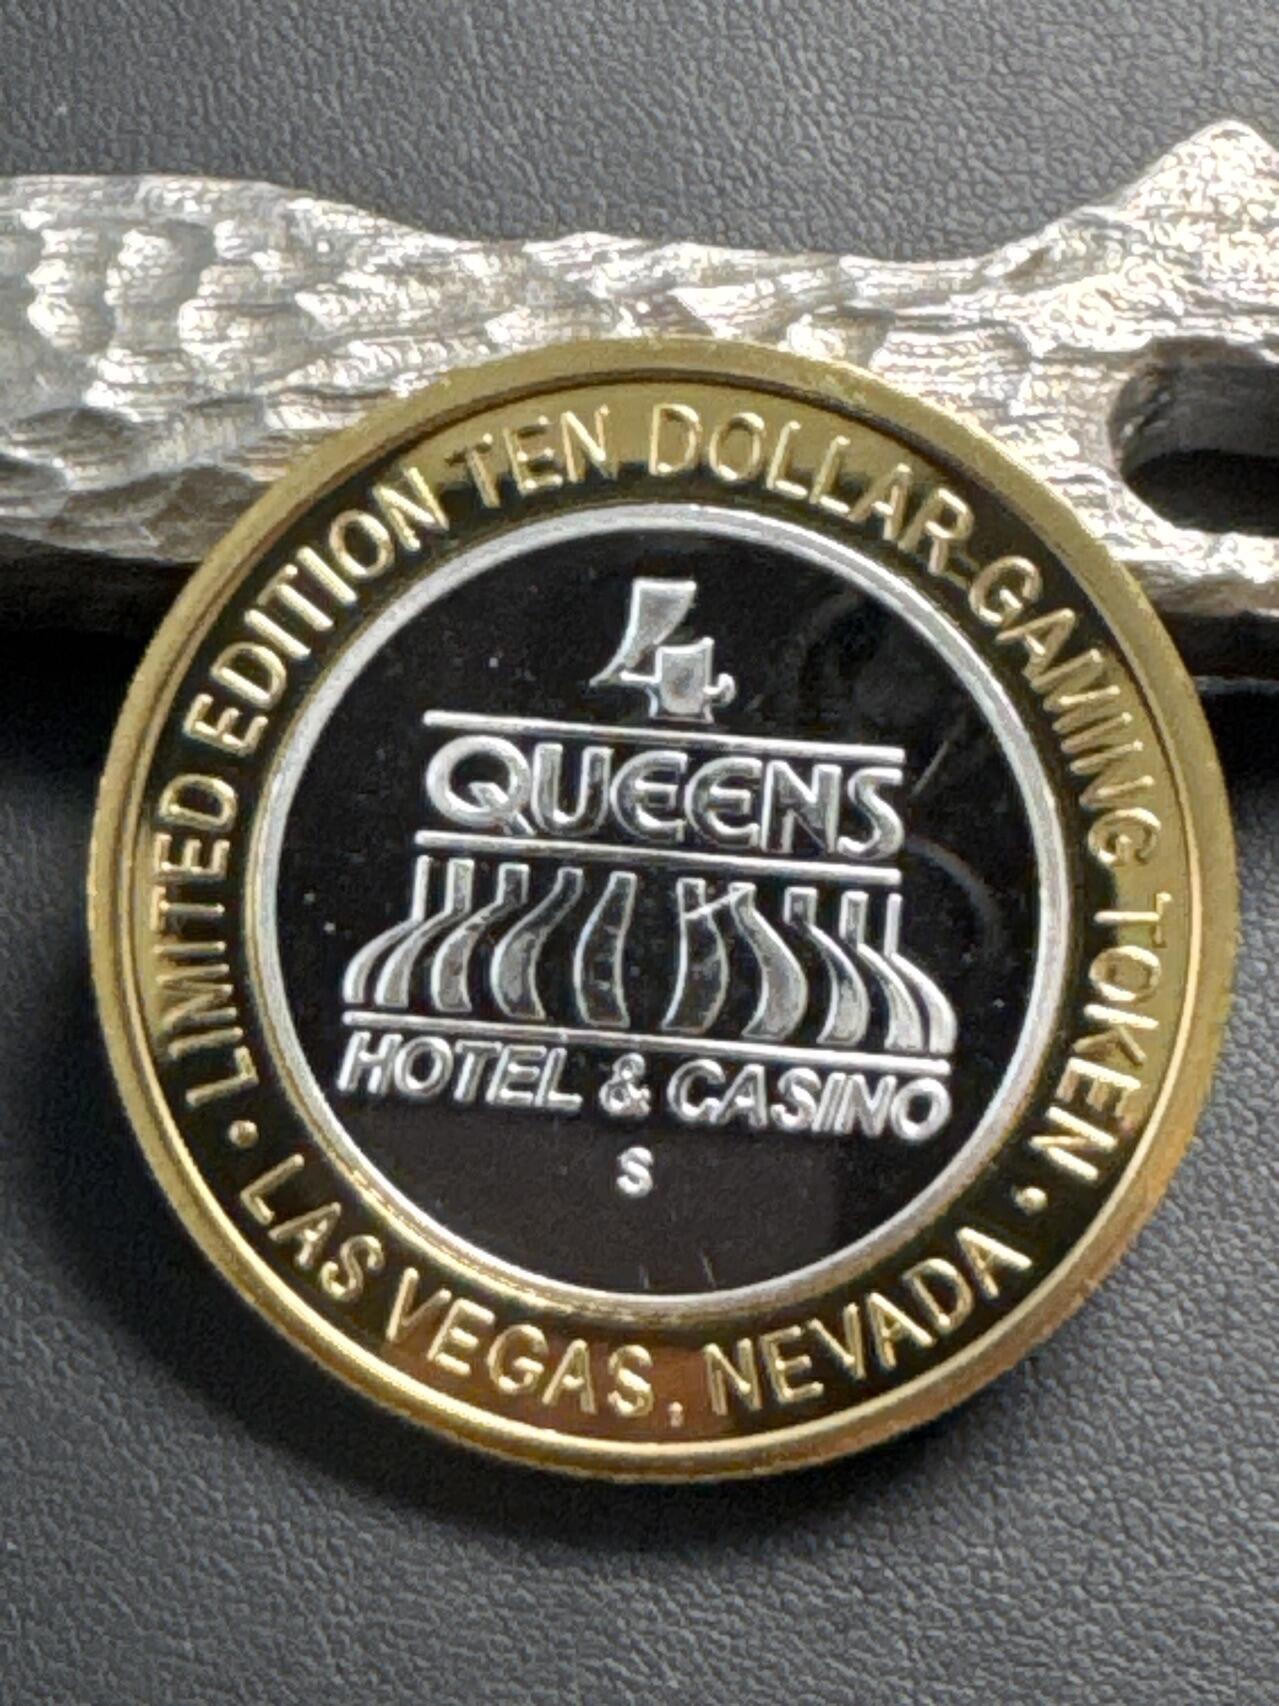 • LIMITED EDITION TEN DOLLAR GAMING TOKEN •
4
QUEENS
HOTEL & CASINO
S
LAS VEGAS, NEVADA